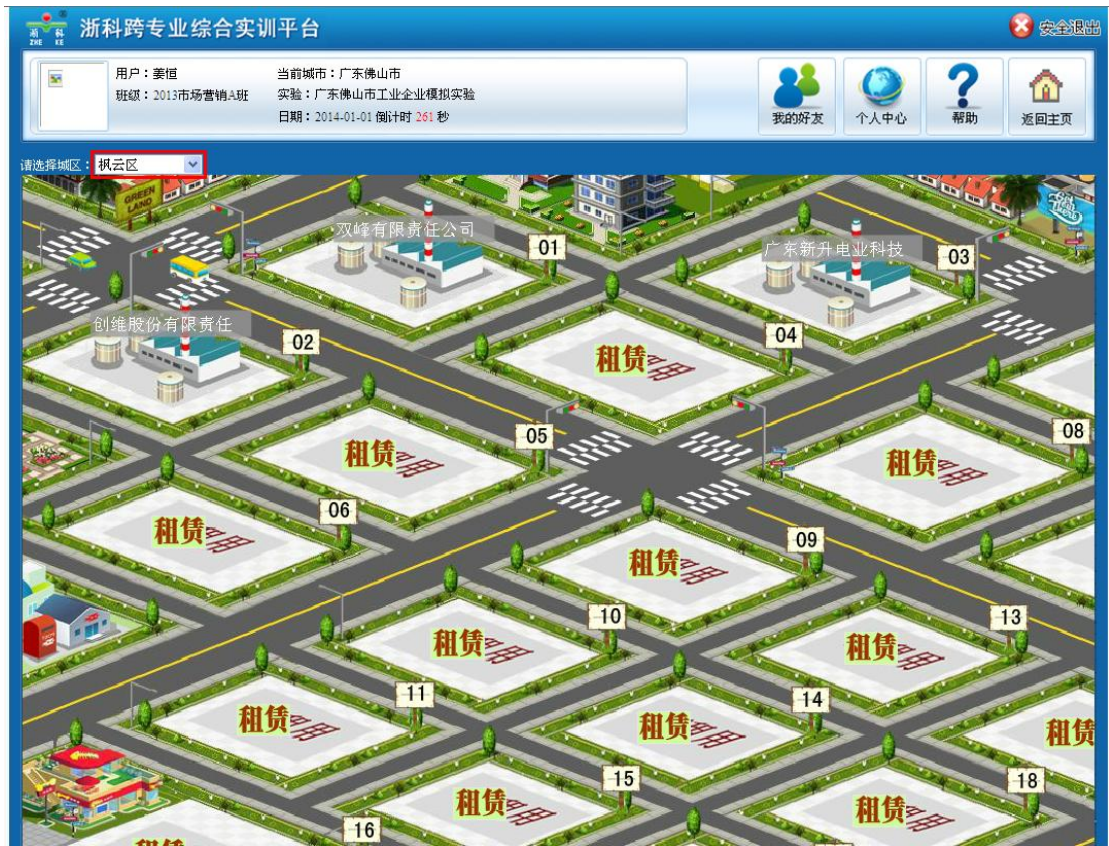 浙科 ZHE KE 浙科跨专业综合实训平台
安全退出
用户：姜恒 当前城市：广东佛山市
班级：2013市场营销A班 实验：广东佛山市工业企业模拟实验
日期：2014-01-01 倒计时 261 秒
我的好友 个人中心 帮助 返回主页
请选择城区：枫云区
GREEN LAND
双峰有限责任公司
01
广东新升电业科技
03
创维股份有限责任
02
04
租赁
05
08
租赁
租赁
06
租赁
09
租赁
10
13
租赁
租赁
11
14
租赁
租赁
租赁
15
18
租赁
租赁
16